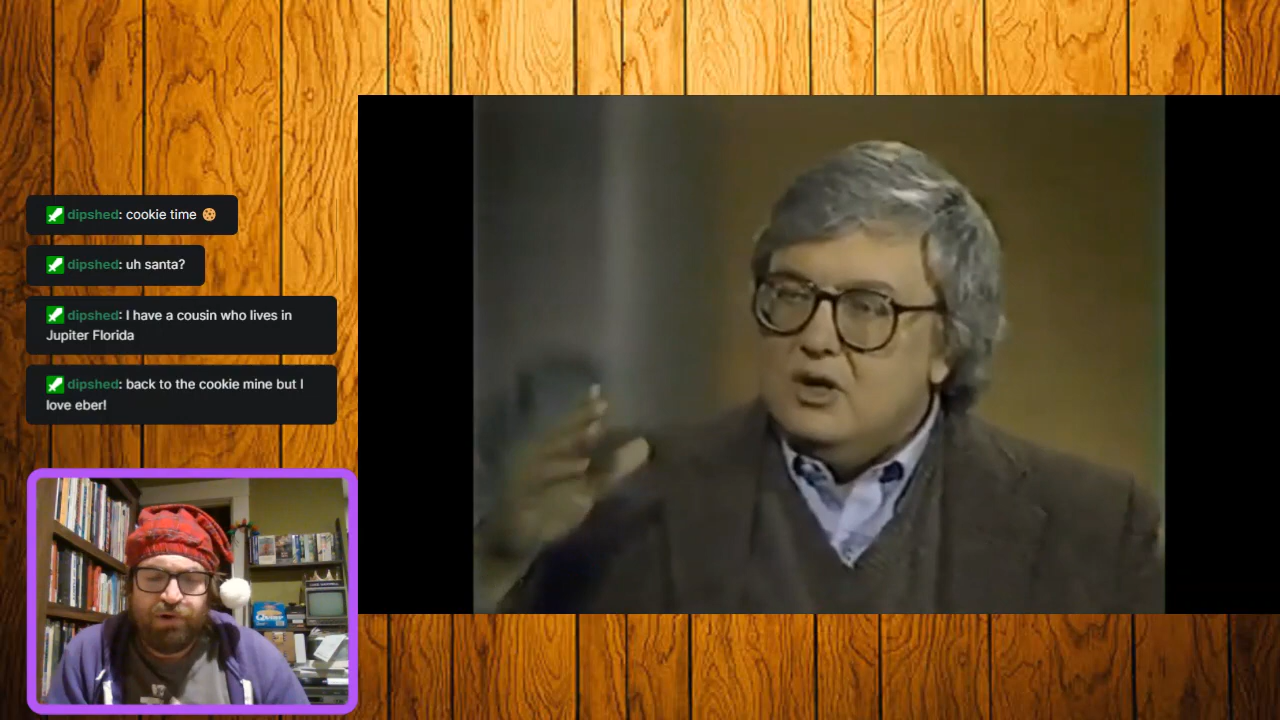 dipshed: cookie time 🍪
dipshed: uh santa?
dipshed: I have a cousin who lives in
Jupiter Florida
dipshed: back to the cookie mine but I
love eber!